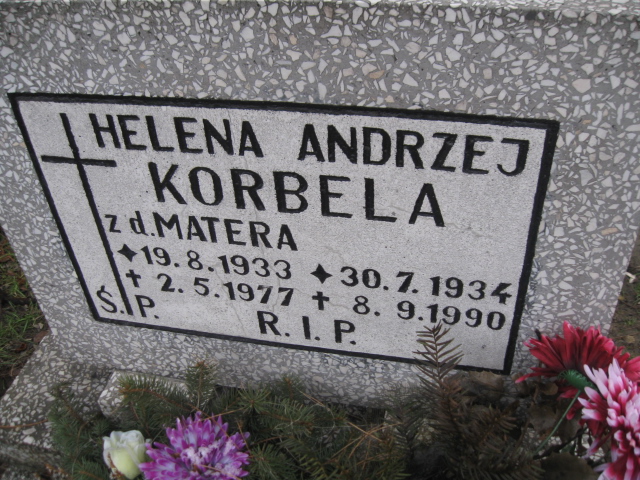 HELENA ANDRZEJ
KORBELA
z d. MATERA
✦19.8.1933 ✦30.7.1934
✝ 2.5.1977 ✝ 8.9.1990
Ś.P. R.I.P.